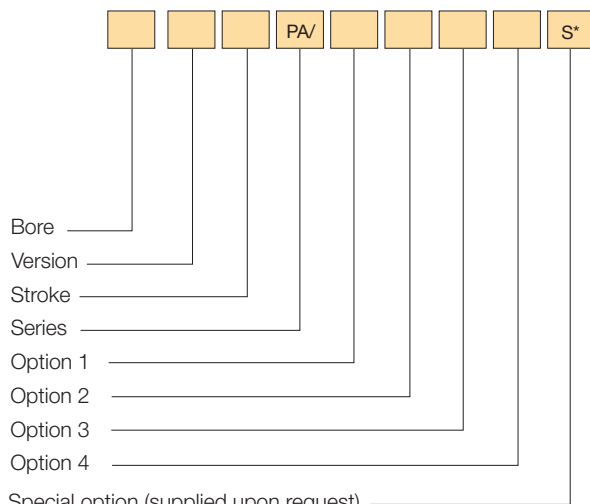 PA/ S*
Bore
Version
Stroke
Series
Option 1
Option 2
Option 3
Option 4
Special option (supplied upon request)